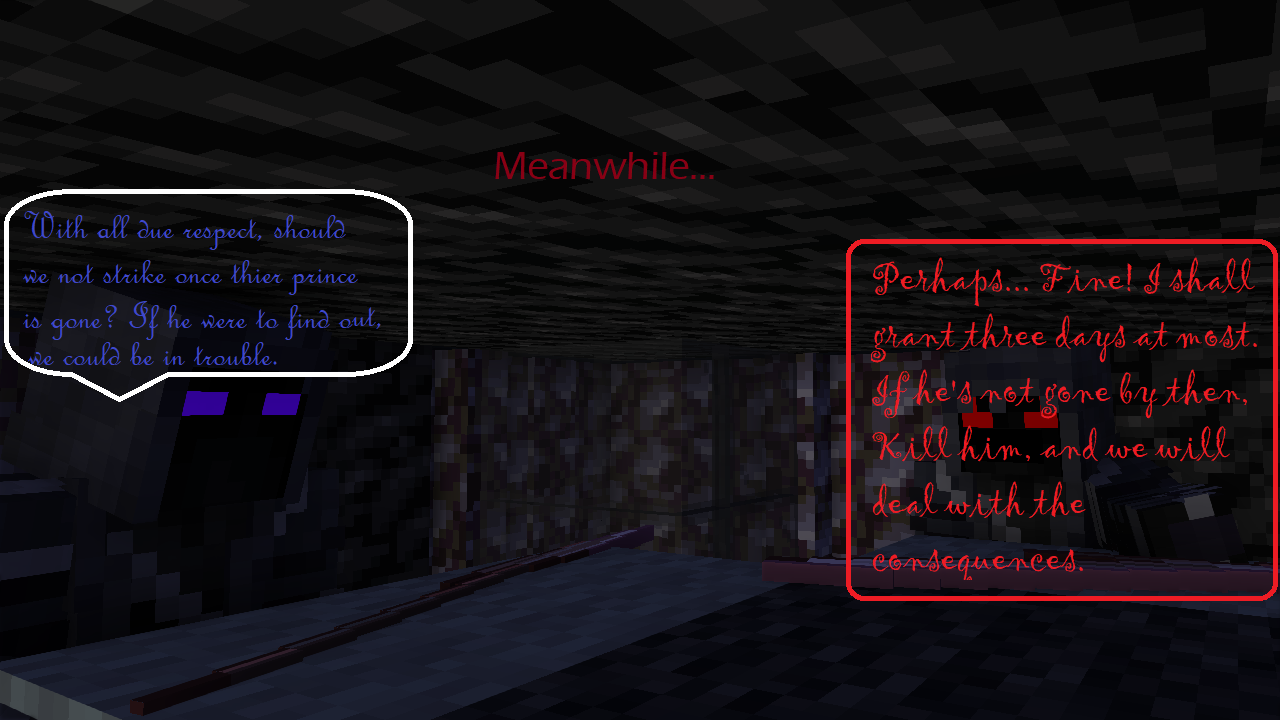 Meanwhile...
With all due respect, should
we not strike once thier prince
is gone? If he were to find out,
we could be in trouble.
Perhaps... Fine! I shall
grant three days at most.
If he's not gone by then,
Kill him, and we will
deal with the
consequences.